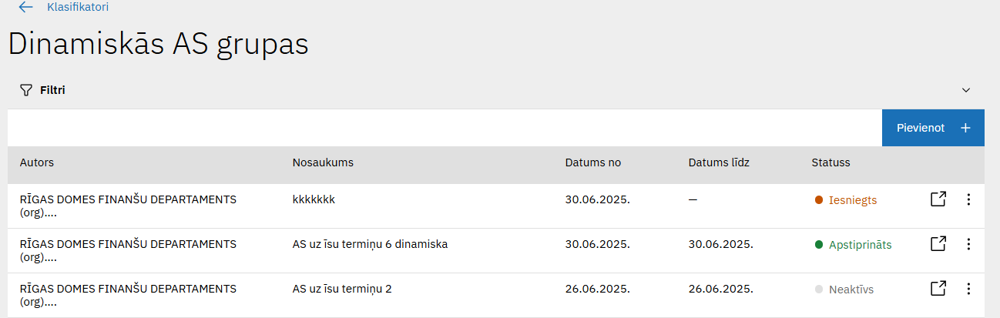 Klasifikatori
Dinamiskās AS grupas
Filtri
Pievienot
Autors Nosaukums Datums no Datums līdz Statuss
RĪGAS DOMES FINANŠU DEPARTAMENTS kkkkkkk 30.06.2025. — Iesniegts
(org)....
RĪGAS DOMES FINANŠU DEPARTAMENTS AS uz īsu termiņu 6 dinamiska 30.06.2025. 30.06.2025. Apstiprināts
(org)....
RĪGAS DOMES FINANŠU DEPARTAMENTS AS uz īsu termiņu 2 26.06.2025. 26.06.2025. Neaktīvs
(org)....